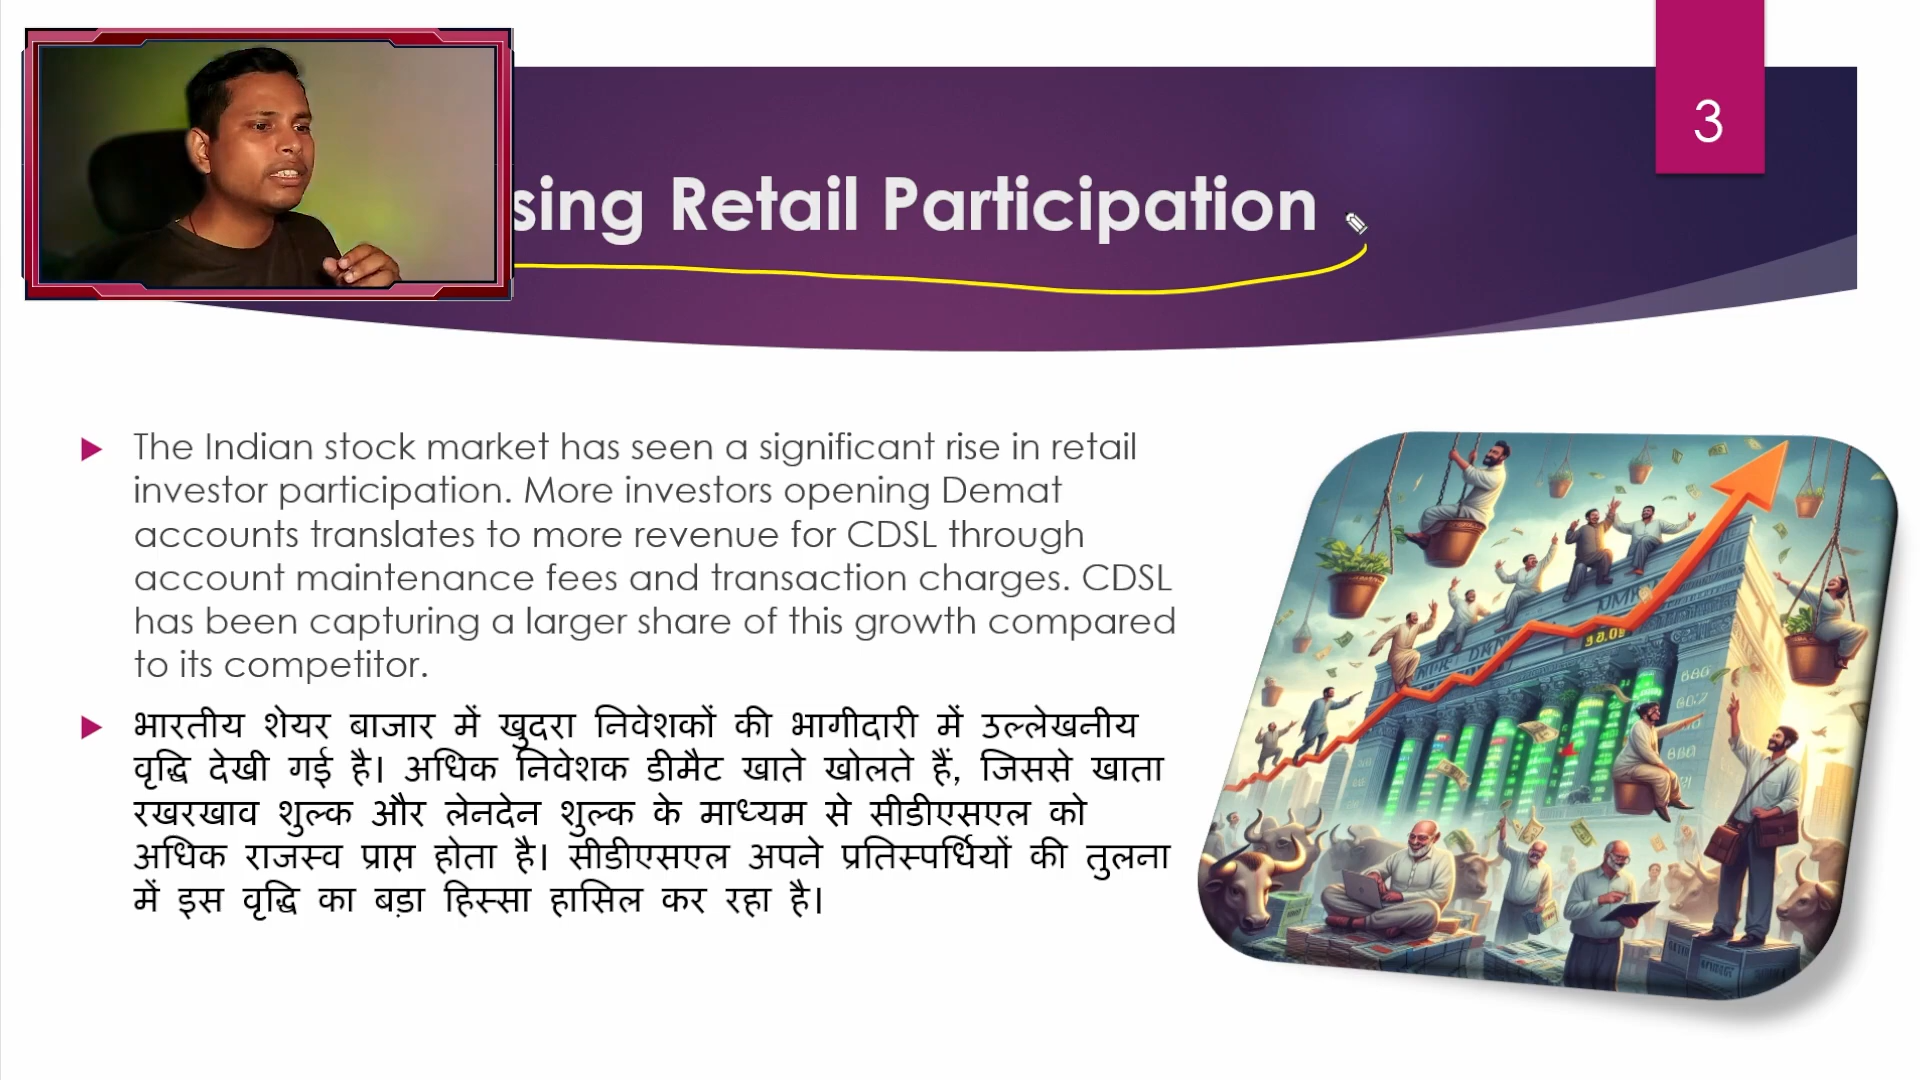 3
sing Retail Participation
The Indian stock market has seen a significant rise in retail
investor participation. More investors opening Demat
accounts translates to more revenue for CDSL through
account maintenance fees and transaction charges. CDSL
has been capturing a larger share of this growth compared
to its competitor.
भारतीय शेयर बाजार में खुदरा निवेशकों की भागीदारी में उल्लेखनीय
वृद्धि देखी गई है। अधिक निवेशक डीमैट खाते खोलते हैं, जिससे खाता
रखरखाव शुल्क और लेनदेन शुल्क के माध्यम से सीडीएसएल को
अधिक राजस्व प्राप्त होता है। सीडीएसएल अपने प्रतिस्पर्धियों की तुलना
में इस वृद्धि का बड़ा हिस्सा हासिल कर रहा है।